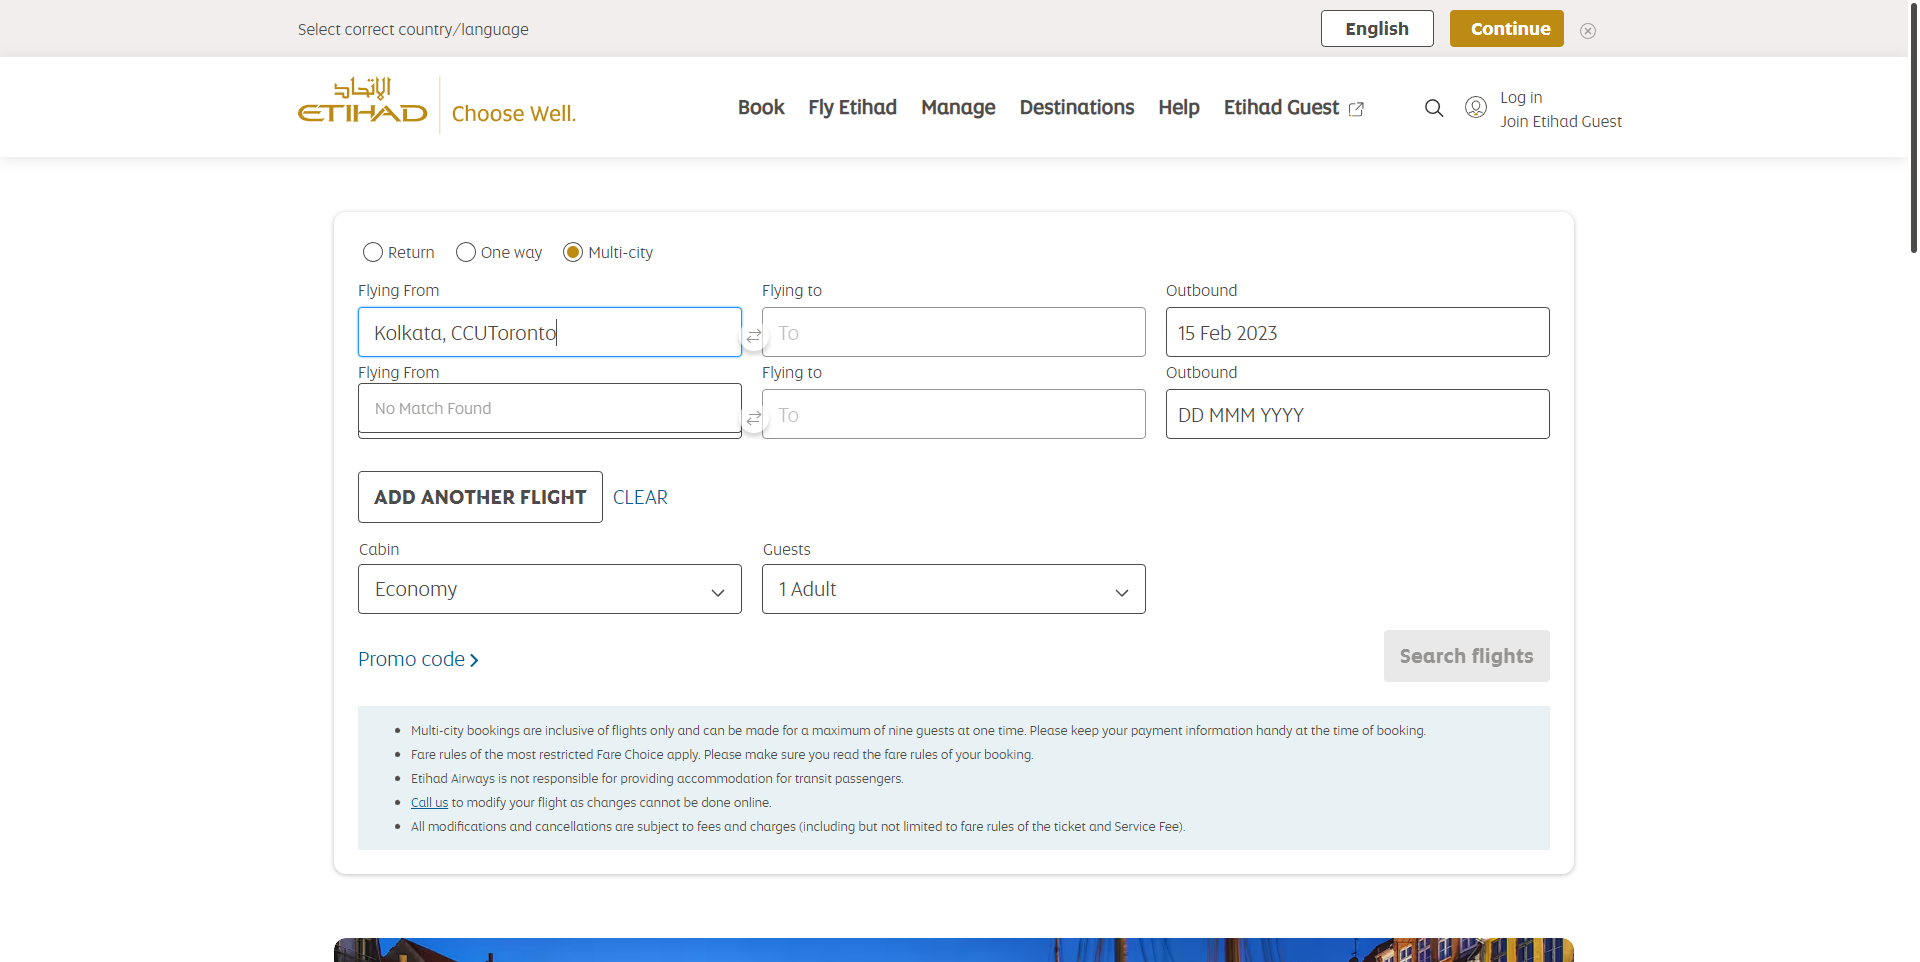 Select correct country/language
English
Continue
الإتحاد
ETIHAD
Choose Well.
Book
Fly Etihad
Manage
Destinations
Help
Etihad Guest
Log in
Join Etihad Guest
Return
One way
Multi-city
Flying From
Flying to
Outbound
Kolkata, CCUToronto
To
15 Feb 2023
Flying From
Flying to
Outbound
No Match Found
To
DD MMM YYYY
ADD ANOTHER FLIGHT
CLEAR
Cabin
Guests
Economy
1 Adult
Promo code
Search flights
Multi-city bookings are inclusive of flights only and can be made for a maximum of nine guests at one time. Please keep your payment information handy at the time of booking.
Fare rules of the most restricted Fare Choice apply. Please make sure you read the fare rules of your booking.
Etihad Airways is not responsible for providing accommodation for transit passengers.
Call us to modify your flight as changes cannot be done online.
All modifications and cancellations are subject to fees and charges (including but not limited to fare rules of the ticket and Service Fee).